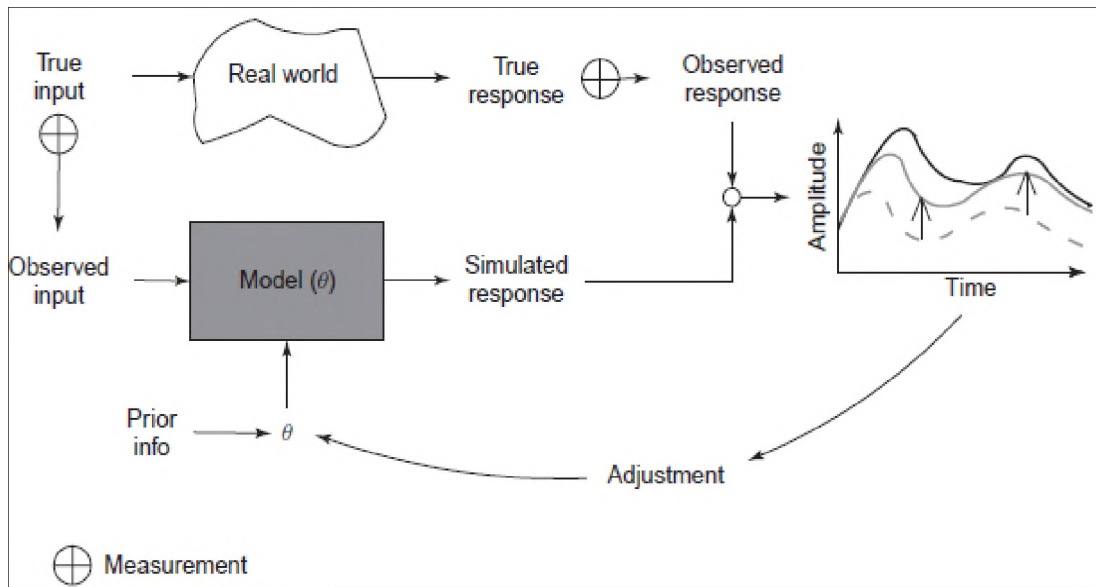 True
input
Real world
True
response
Observed
response
Observed
input
Model (θ)
Simulated
response
Amplitude
Time
Prior
info
θ
Adjustment
Measurement